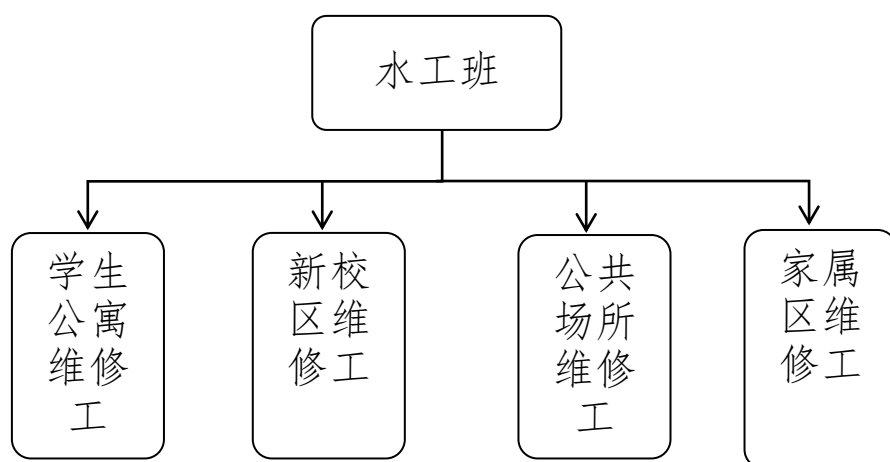 水工班
学生
公寓
维修
工
新校
区维
修工
公共
场所
维修
工
家属
区维
修工